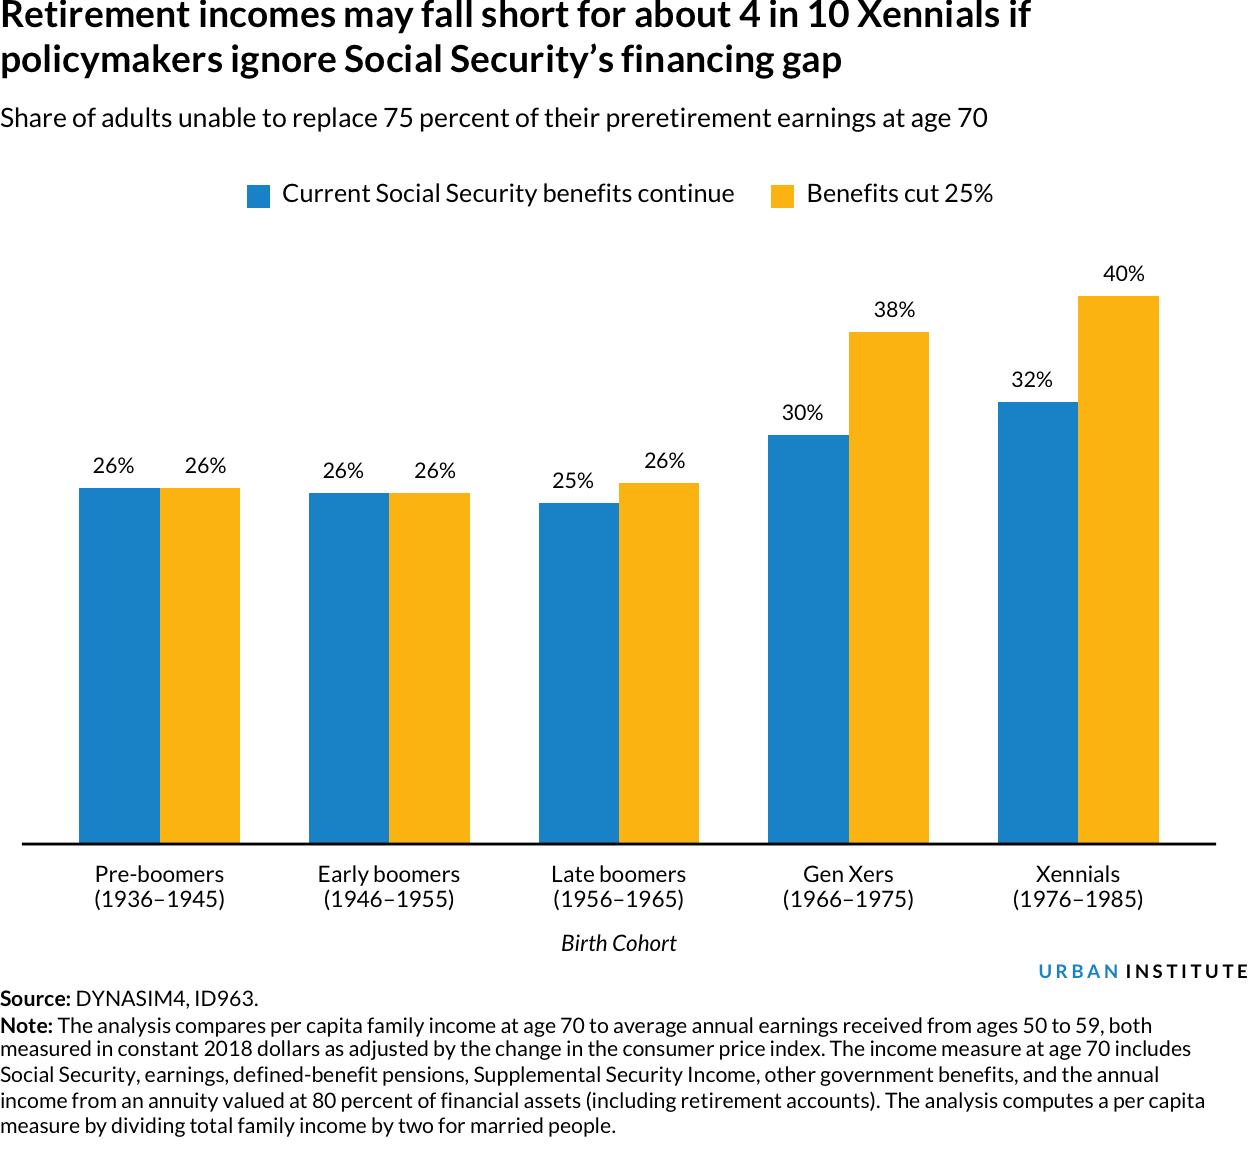 Retirement incomes may fall short for about 4 in 10 Xennials if
policymakers ignore Social Security’s financing gap
Share of adults unable to replace 75 percent of their preretirement earnings at age 70
Current Social Security benefits continue
Benefits cut 25%
26%
26%
26%
26%
25%
26%
30%
38%
32%
40%
Pre-boomers
(1936–1945)
Early boomers
(1946–1955)
Late boomers
(1956–1965)
Gen Xers
(1966–1975)
Xennials
(1976–1985)
Birth Cohort
URBAN INSTITUTE
Source: DYNASIM4, ID963.
Note: The analysis compares per capita family income at age 70 to average annual earnings received from ages 50 to 59, both
measured in constant 2018 dollars as adjusted by the change in the consumer price index. The income measure at age 70 includes
Social Security, earnings, defined-benefit pensions, Supplemental Security Income, other government benefits, and the annual
income from an annuity valued at 80 percent of financial assets (including retirement accounts). The analysis computes a per capita
measure by dividing total family income by two for married people.